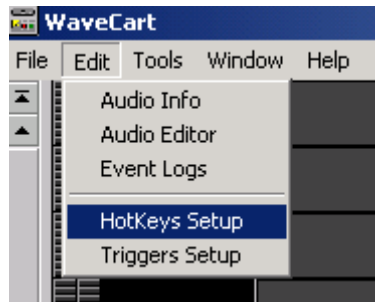 WaveCart
File Edit Tools Window Help
Audio Info
Audio Editor
Event Logs
HotKeys Setup
Triggers Setup